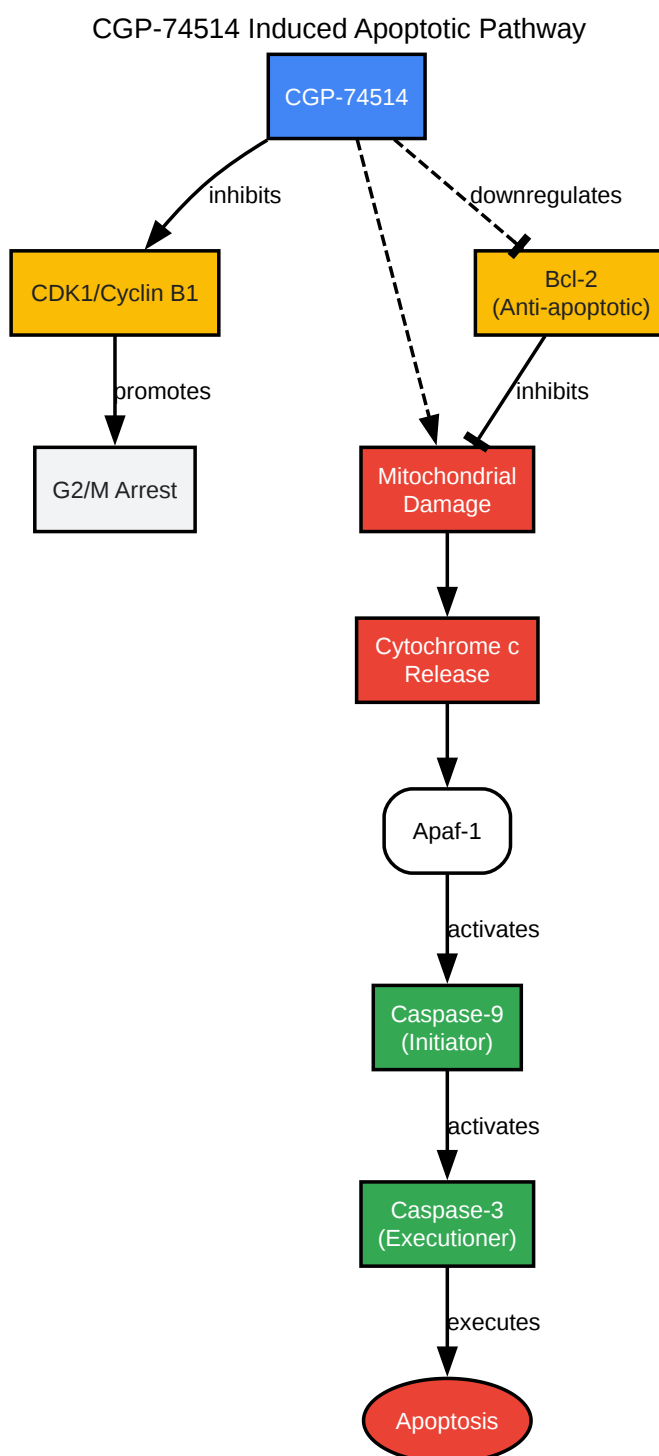 CGP-74514 Induced Apoptotic Pathway
CGP-74514
inhibits
downregulates
CDK1/Cyclin B1
Bcl-2
(Anti-apoptotic)
promotes
inhibits
G2/M Arrest
Mitochondrial
Damage
Cytochrome c
Release
Apaf-1
activates
Caspase-9
(Initiator)
activates
Caspase-3
(Executioner)
executes
Apoptosis